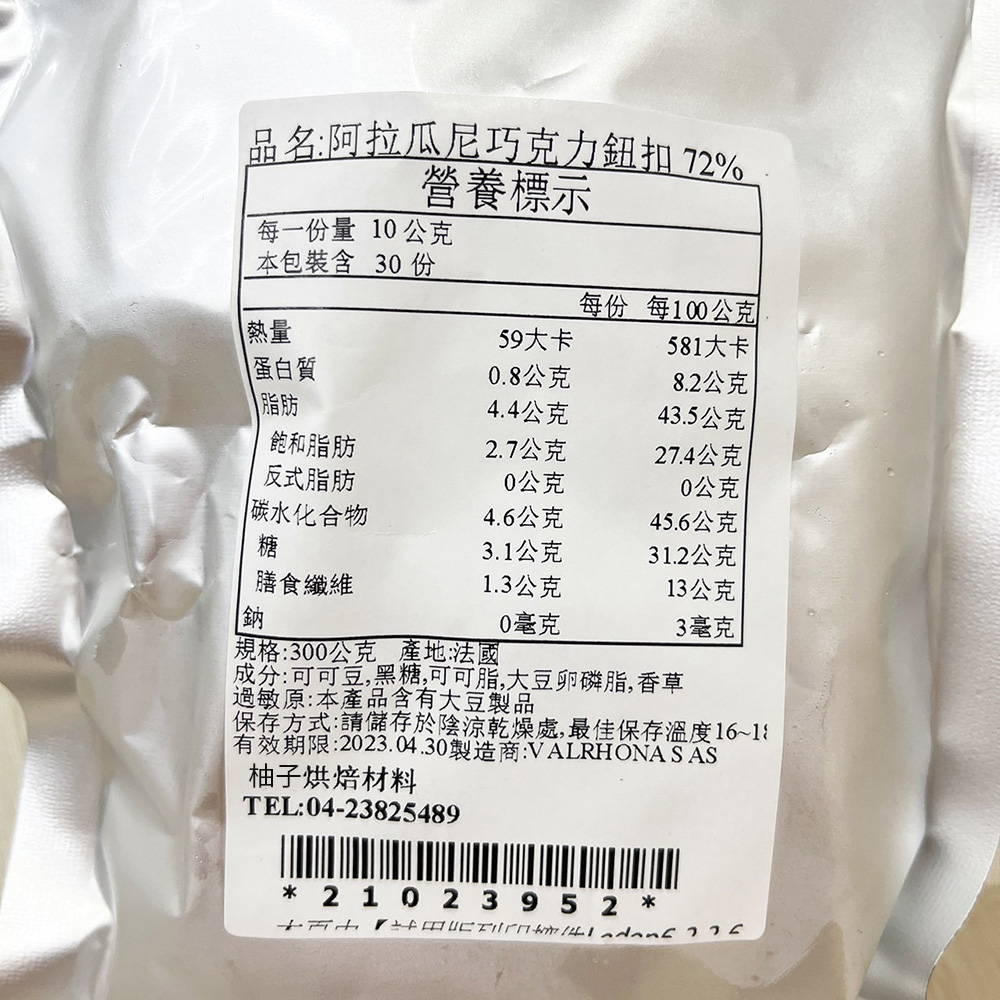 品名:阿拉瓜尼巧克力鈕扣 72%
營養標示
每一份量 10 公克
本包裝含 30 份
每份 每100公克
熱量 59大卡 581大卡
蛋白質 0.8公克 8.2公克
脂肪 4.4公克 43.5公克
飽和脂肪 2.7公克 27.4公克
反式脂肪 0公克 0公克
碳水化合物 4.6公克 45.6公克
糖 3.1公克 31.2公克
膳食纖維 1.3公克 13公克
鈉 0毫克 3毫克
規格:300公克 產地:法國
成分:可可豆,黑糖,可可脂,大豆卵磷脂,香草
過敏原:本產品含有大豆製品
保存方式:請儲存於陰涼乾燥處,最佳保存溫度16~18
有效期限:2023.04.30製造商:VALRHONA SAS
柚子烘焙材料
TEL:04-23825489
*21023952*